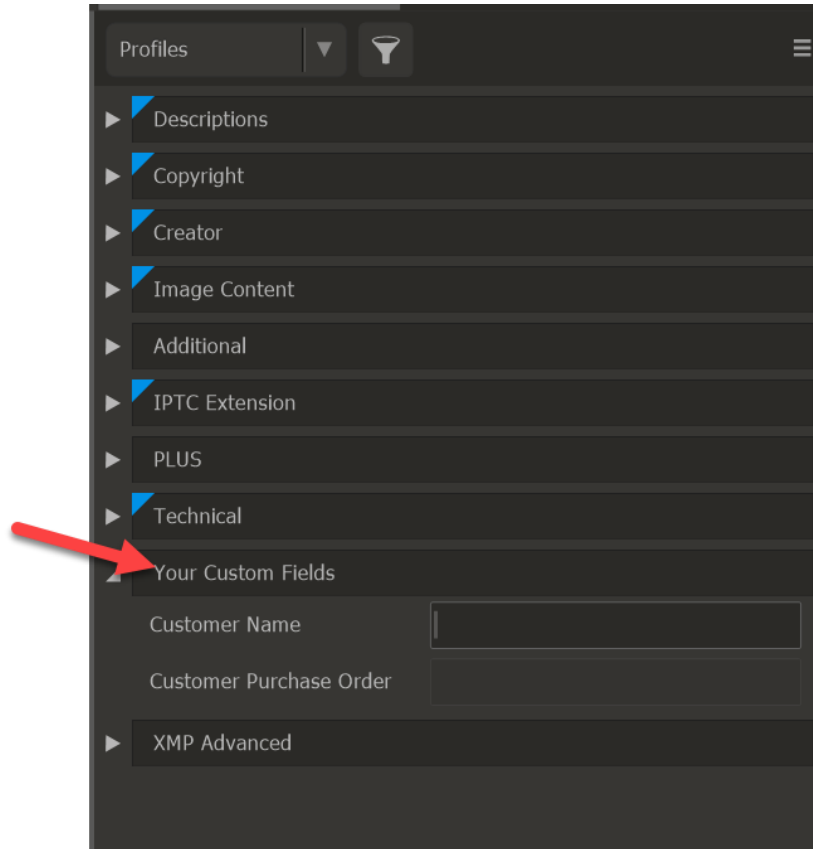 Profiles
Descriptions
Copyright
Creator
Image Content
Additional
IPTC Extension
PLUS
Technical
Your Custom Fields
Customer Name
Customer Purchase Order
XMP Advanced